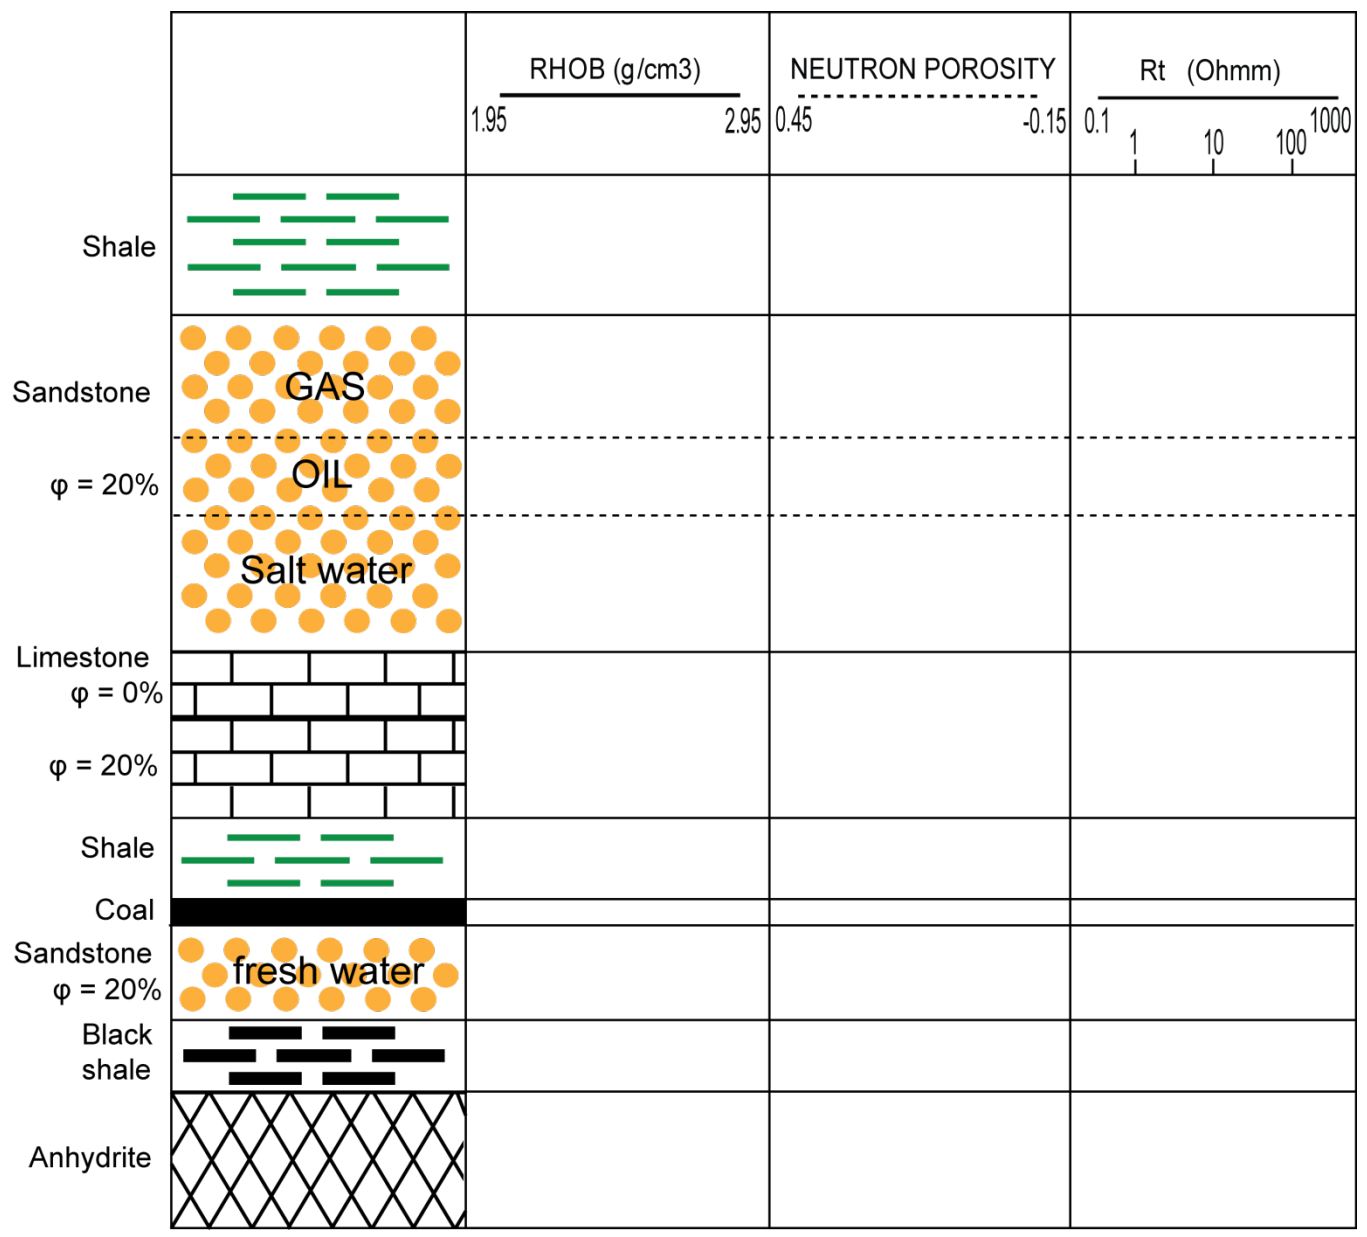 RHOB (g/cm3)
1.95 2.95
NEUTRON POROSITY
0.45 -0.15
Rt (Ohmm)
0.1 1 10 100 1000
Shale
Sandstone
φ = 20%
GAS
OIL
Salt water
Limestone
φ = 0%
φ = 20%
Shale
Coal
Sandstone
φ = 20%
fresh water
Black
shale
Anhydrite